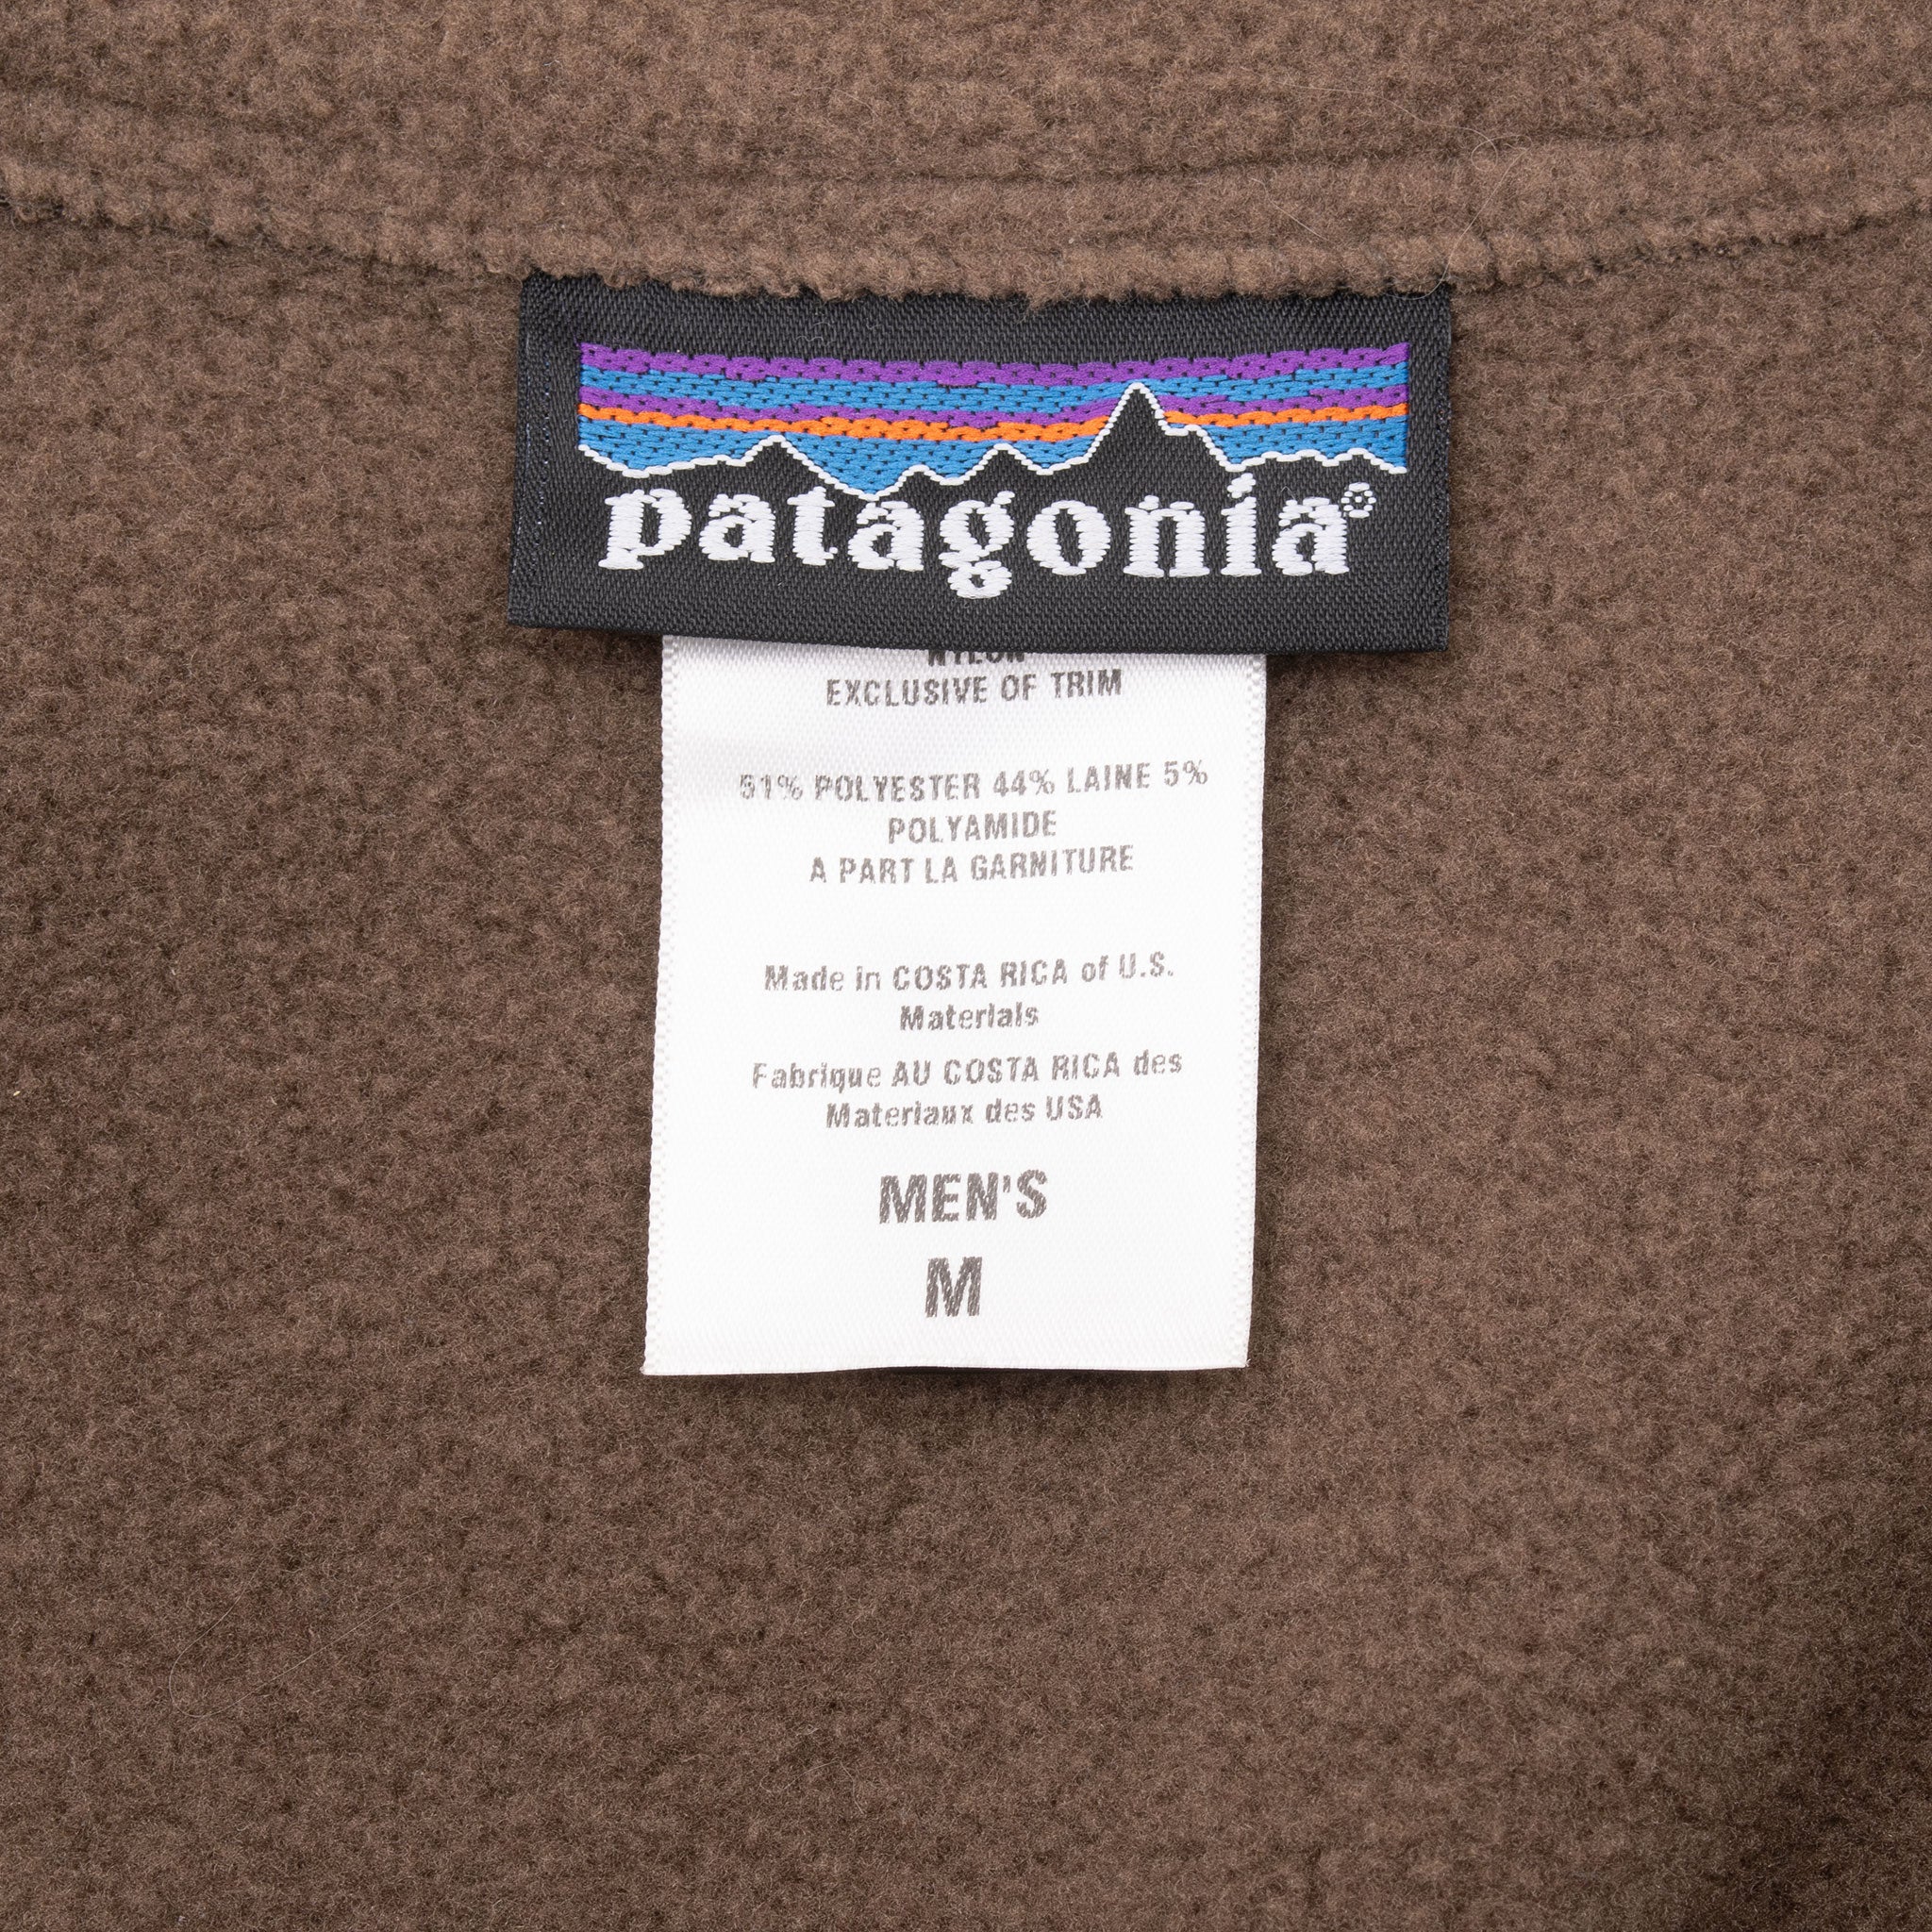 patagonia®
NYLON
EXCLUSIVE OF TRIM
51% POLYESTER 44% LAINE 5%
POLYAMIDE
A PART LA GARNITURE
Made in COSTA RICA of U.S.
Materials
Fabrique AU COSTA RICA des
Materiaux des USA
MEN'S
M